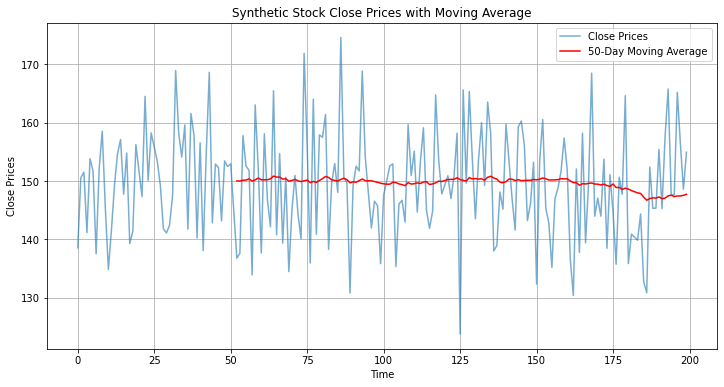 Synthetic Stock Close Prices with Moving Average
Close Prices
50-Day Moving Average
170
160
150
140
130
Close Prices
0 25 50 75 100 125 150 175 200
Time